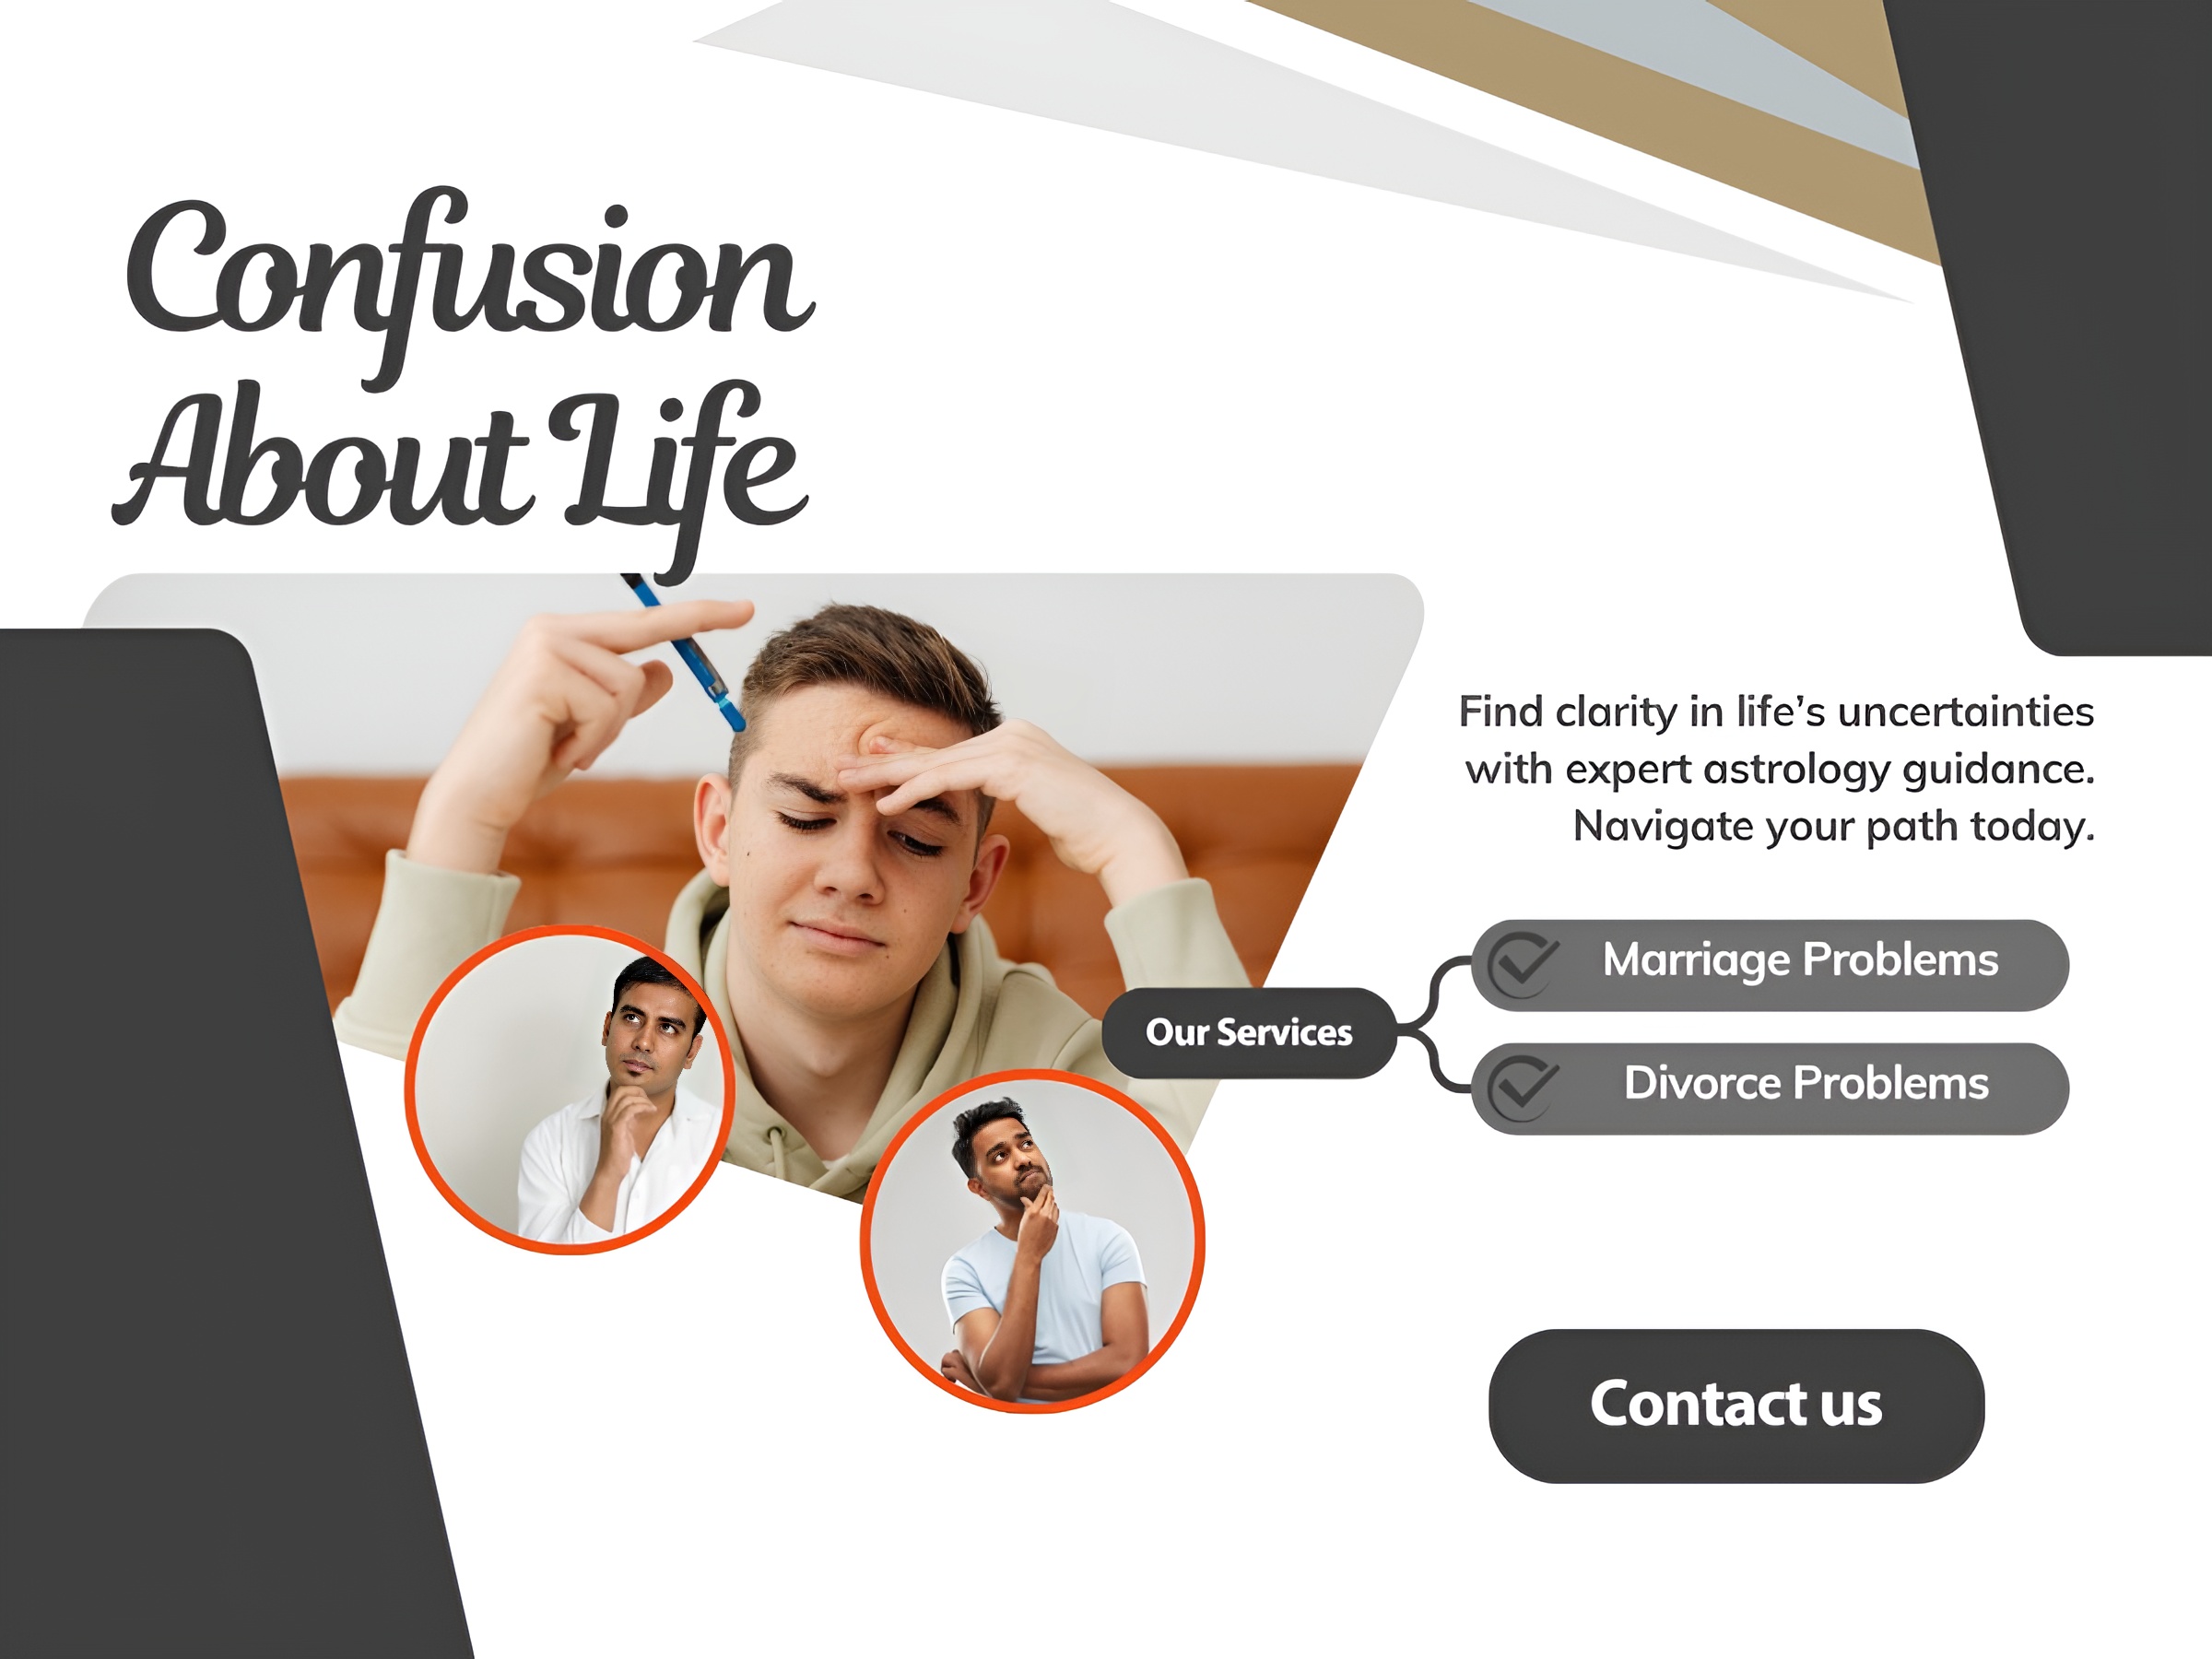 Confusion
About Life
Find clarity in life’s uncertainties
with expert astrology guidance.
Navigate your path today.
Our Services
Marriage Problems
Divorce Problems
Contact us